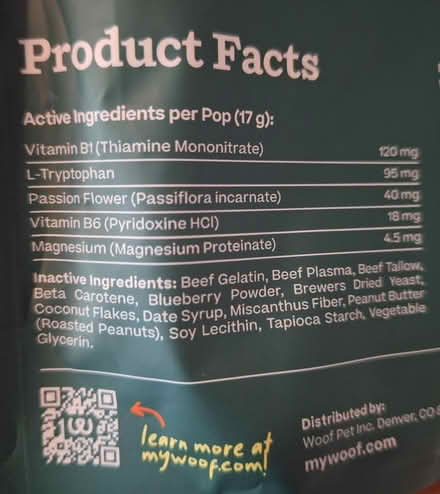 Product Facts
Active Ingredients per Pop (17 g):
Vitamin B1 (Thiamine Mononitrate) 120 mg
L-Tryptophan 95 mg
Passion Flower (Passiflora incarnate) 40 mg
Vitamin B6 (Pyridoxine HCl) 18 mg
Magnesium (Magnesium Proteinate) 4.5 mg
Inactive Ingredients: Beef Gelatin, Beef Plasma, Beef Tallow,
Beta Carotene, Blueberry Powder, Brewers Dried Yeast,
Coconut Flakes, Date Syrup, Miscanthus Fiber, Peanut Butter
(Roasted Peanuts), Soy Lecithin, Tapioca Starch, Vegetable
Glycerin.
learn more at
mywoof.com!
Distributed by:
Woof Pet Inc. Denver, CO
mywoof.com